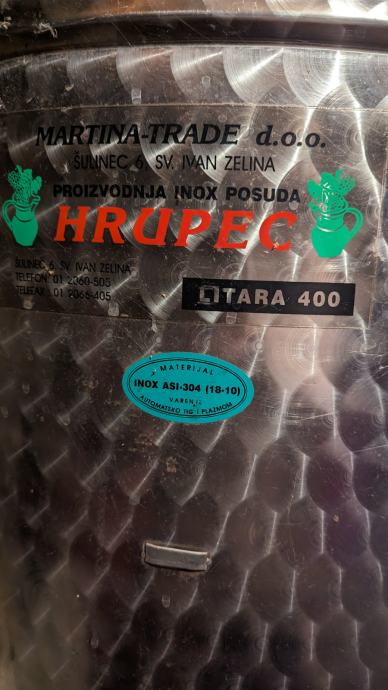 MARTINA-TRADE d.o.o.
ŠULINEC 6, SV. IVAN ZELINA
PROIZVODNJA INOX POSUDA
HRUPEC
ŠULINEC 6, SV. IVAN ZELINA
TELEFON 01 2060-505
TELEFAX 01 2066-405
LITARA 400
MATERIJAL
INOX ASI-304 (18-10)
VARENJE
AUTOMATSKO TIG I PLAZMOM